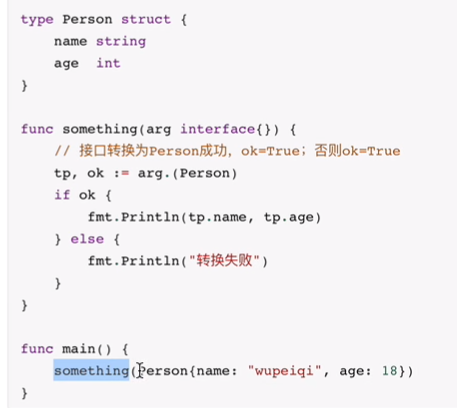 type Person struct {
    name string
    age  int
}

func something(arg interface{}) {
    // 接口转换为Person成功，ok=True；否则ok=True
    tp, ok := arg.(Person)
    if ok {
        fmt.Println(tp.name, tp.age)
    } else {
        fmt.Println("转换失败")
    }
}

func main() {
    something(Person{name: "wupeiqi", age: 18})
}